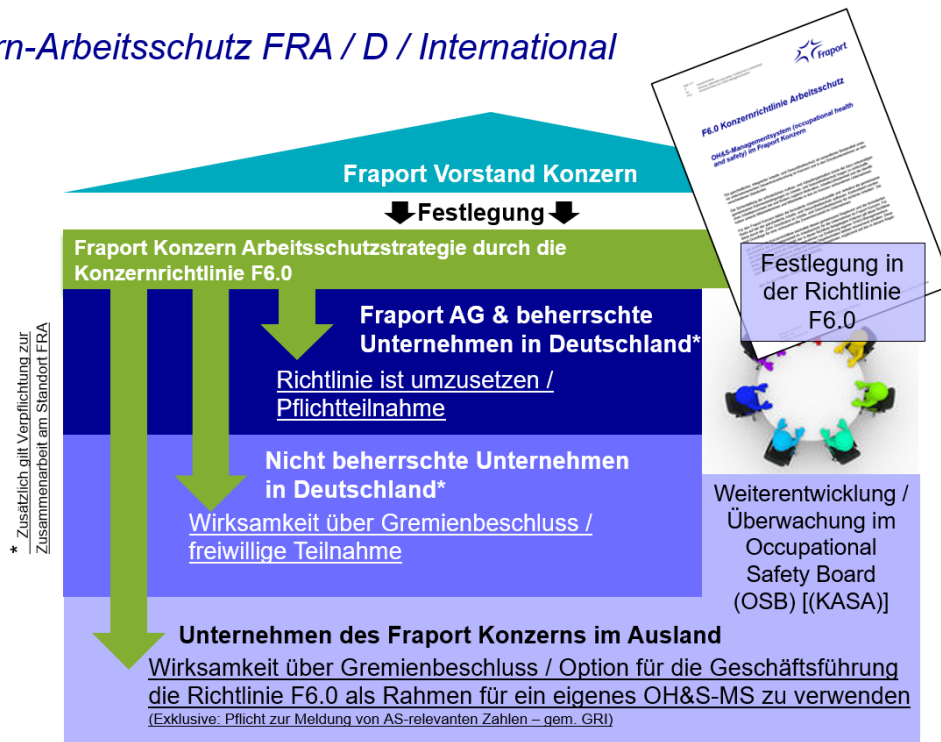 rn-Arbeitsschutz FRA / D / International
Fraport
F6.0 Konzernrichtlinie Arbeitsschutz
OH&S-Managementsystem (occupational health
and safety) im Fraport Konzern
Fraport Vorstand Konzern
Festlegung
Fraport Konzern Arbeitsschutzstrategie durch die
Konzernrichtlinie F6.0
Festlegung in
der Richtlinie
F6.0
Fraport AG & beherrschte
Unternehmen in Deutschland*
Richtlinie ist umzusetzen /
Pflichtteilnahme
Nicht beherrschte Unternehmen
in Deutschland*
Wirksamkeit über Gremienbeschluss /
freiwillige Teilnahme
Weiterentwicklung /
Überwachung im
Occupational
Safety Board
(OSB) [(KASA)]
Unternehmen des Fraport Konzerns im Ausland
Wirksamkeit über Gremienbeschluss / Option für die Geschäftsführung
die Richtlinie F6.0 als Rahmen für ein eigenes OH&S-MS zu verwenden
(Exklusive: Pflicht zur Meldung von AS-relevanten Zahlen – gem. GRI)
* Zusätzlich gilt Verpflichtung zur
Zusammenarbeit am Standort FRA